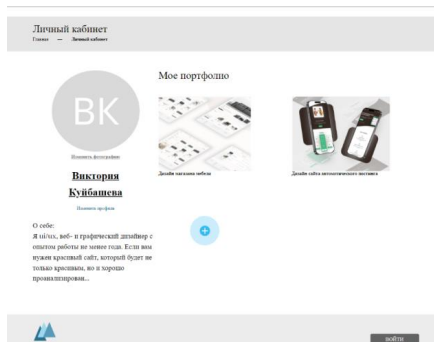 Личный кабинет
Главная — Личный кабинет
Мое портфолио
ВК
Изменить фотографию
Виктория
Куйбашева
Изменить профиль
Дизайн магазина мебели
Дизайн сайта автоматического постинга
О себе:
Я ui/ux, веб- и графический дизайнер с
опытом работы не менее года. Если вам
нужен красивый сайт, который будет не
только красивым, но и хорошо
проанализирован...
ВОЙТИ